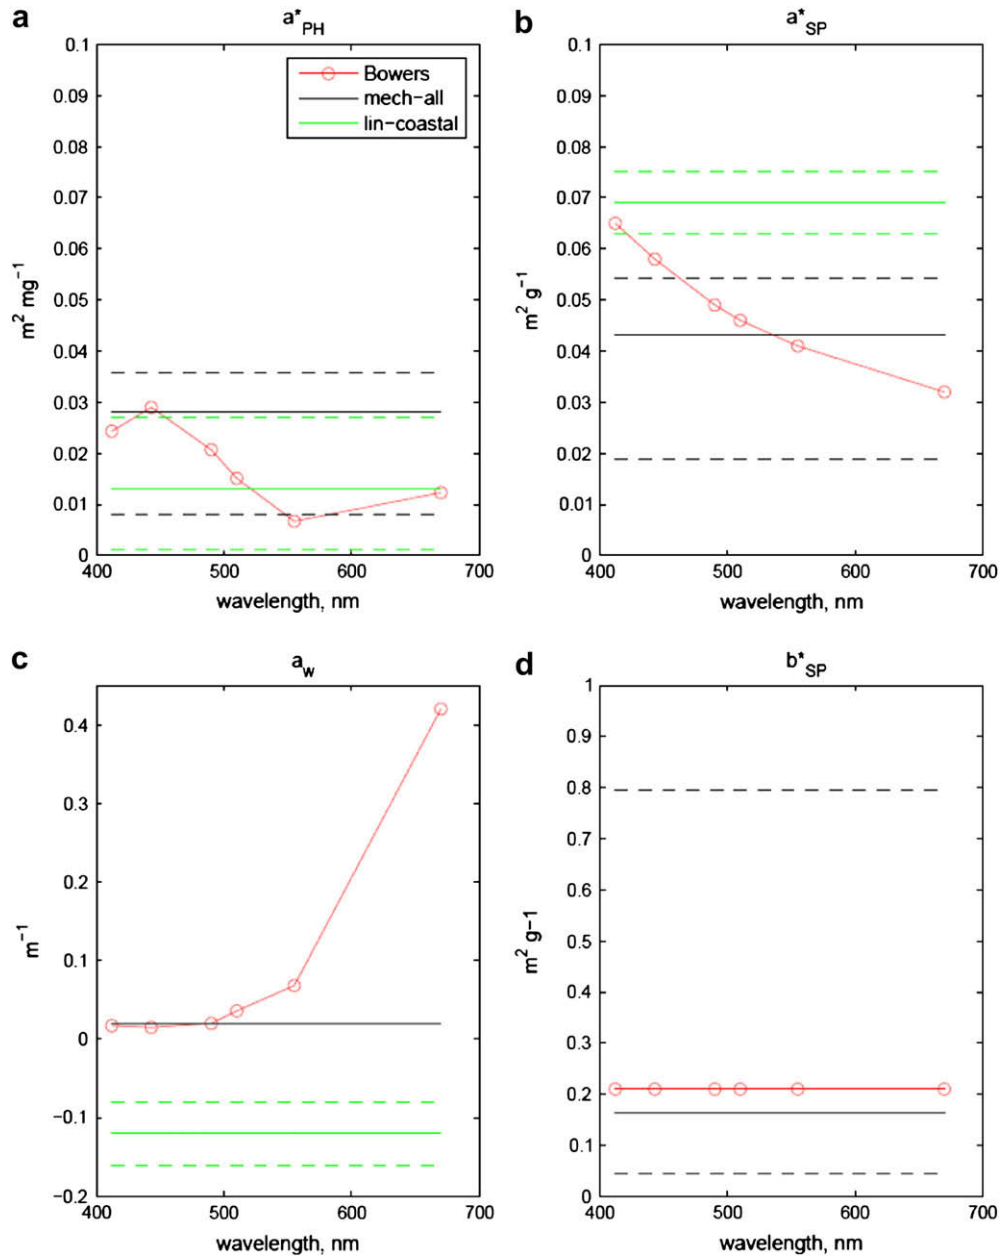 a
a*PH
0.1
0.09
0.08
0.07
0.06
0.05
0.04
0.03
0.02
0.01
0
m² mg⁻¹
Bowers
mech-all
lin-coastal
400 500 600 700
wavelength, nm
b
a*SP
0.1
0.09
0.08
0.07
0.06
0.05
0.04
0.03
0.02
0.01
0
m² g⁻¹
400 500 600 700
wavelength, nm
c
aW
0.4
0.3
0.2
0.1
0
−0.1
−0.2
m⁻¹
400 500 600 700
wavelength, nm
d
b*SP
1
0.9
0.8
0.7
0.6
0.5
0.4
0.3
0.2
0.1
0
m² g−1
400 500 600 700
wavelength, nm